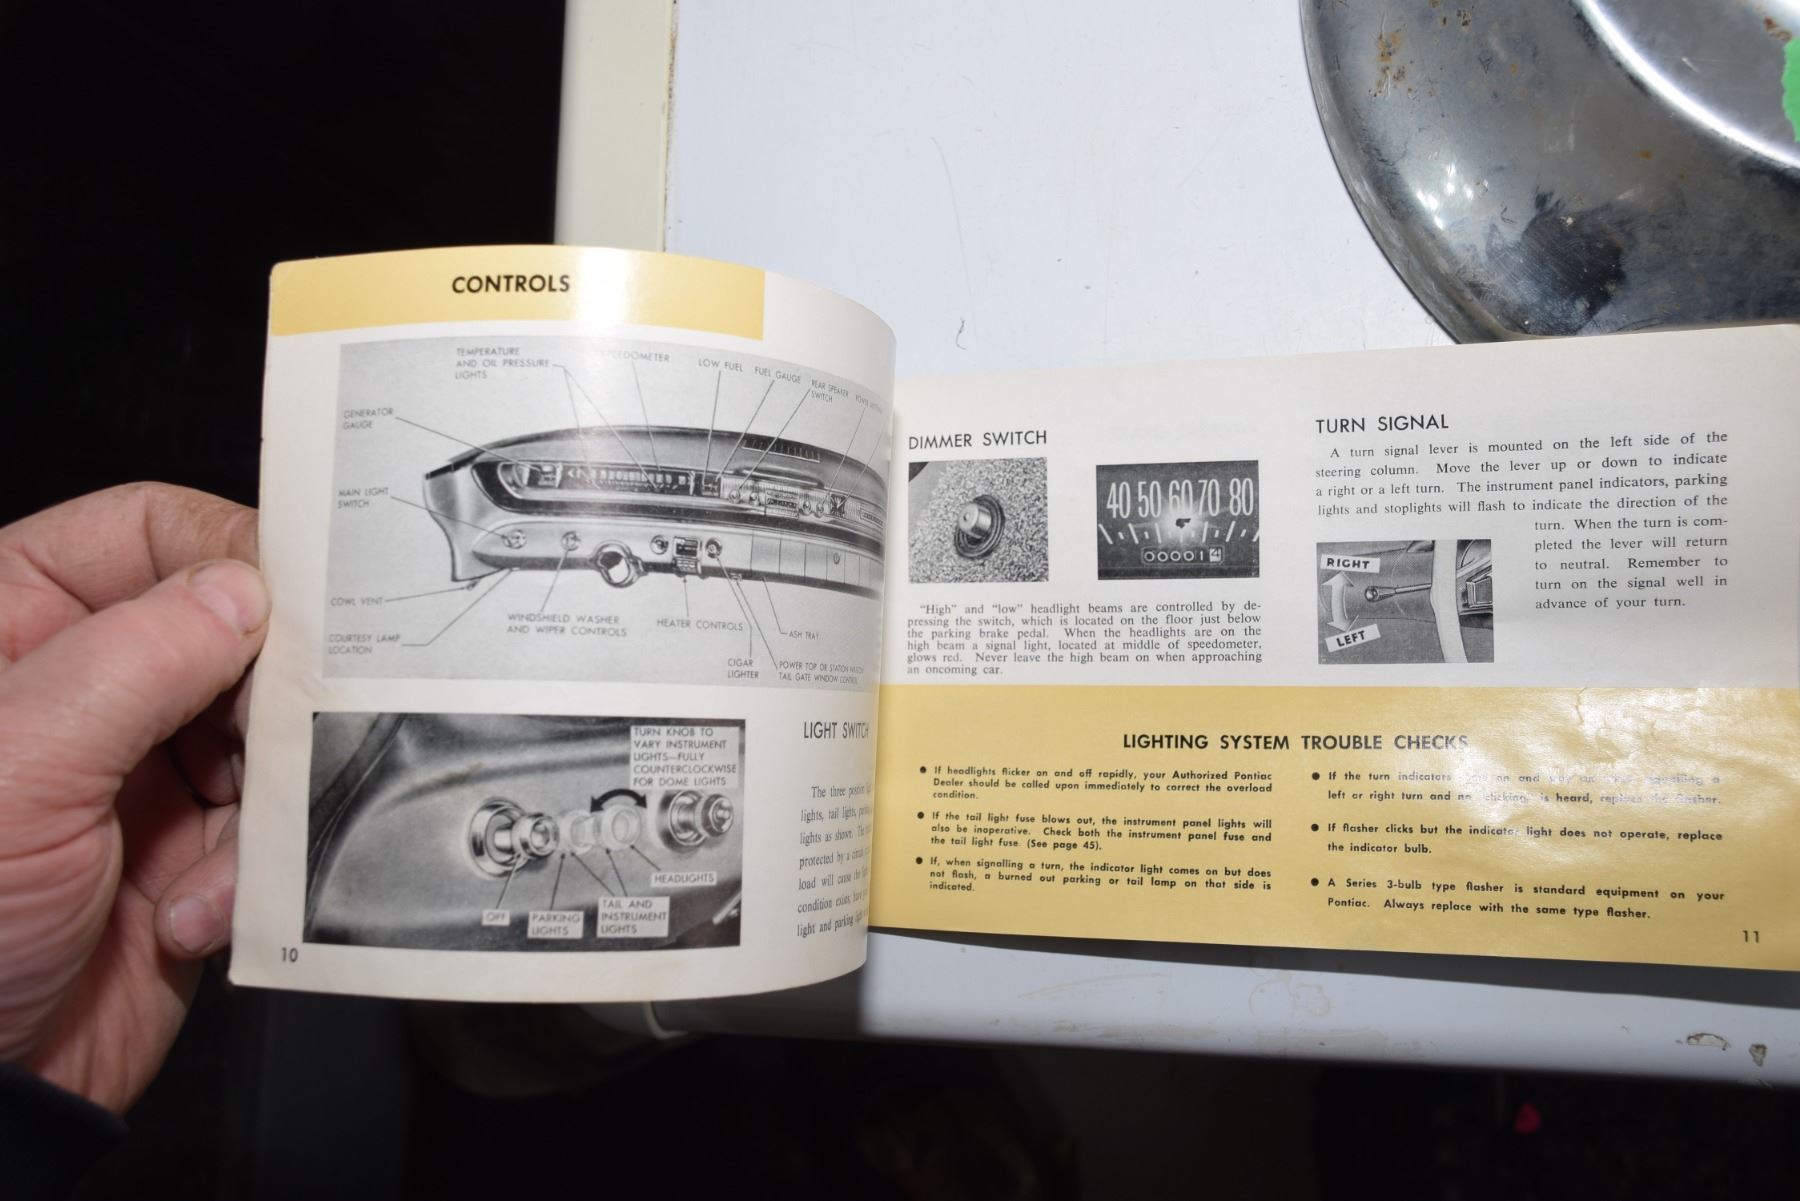 CONTROLS
TEMPERATURE
AND OIL PRESSURE
LIGHTS
SPEEDOMETER
LOW FUEL
FUEL GAUGE
REAR SPEAKER
SWITCH
GENERATOR
GAUGE
MAIN LIGHT
SWITCH
COWL VENT
COURTESY LAMP
LOCATION
WINDSHIELD WASHER
AND WIPER CONTROLS
HEATER CONTROLS
CIGAR
LIGHTER
ASH TRAY
POWER TOP OR STATION WAGON
TAIL GATE WINDOW CONTROL
TURN KNOB TO
VARY INSTRUMENT
LIGHTS—FULLY
COUNTERCLOCKWISE
FOR DOME LIGHTS
HEADLIGHTS
OFF
PARKING
LIGHTS
TAIL AND
INSTRUMENT
LIGHTS
LIGHT SWITCH
The three position
lights, tail lights,
lights as shown. The
protected by a
load will cause the
condition exists,
light and parking light
10
DIMMER SWITCH
40 50 60 70 80
00001 4
"High" and "low" headlight beams are controlled by de-
pressing the switch, which is located on the floor just below
the parking brake pedal. When the headlights are on the
high beam a signal light, located at middle of speedometer,
glows red. Never leave the high beam on when approaching
an oncoming car.
TURN SIGNAL
A turn signal lever is mounted on the left side of the
steering column. Move the lever up or down to indicate
a right or a left turn. The instrument panel indicators, parking
lights and stoplights will flash to indicate the direction of the
turn. When the turn is com-
pleted the lever will return
to neutral. Remember to
turn on the signal well in
advance of your turn.
RIGHT
LEFT
LIGHTING SYSTEM TROUBLE CHECKS
● If headlights flicker on and off rapidly, your Authorized Pontiac
Dealer should be called upon immediately to correct the overload
condition.
● If the tail light fuse blows out, the instrument panel lights will
also be inoperative. Check both the instrument panel fuse and
the tail light fuse (See page 45).
● If, when signalling a turn, the indicator light comes on but does
not flash, a burned out parking or tail lamp on that side is
indicated.
● If the turn indicators on and stay on when signalling a
left or right turn and no clicking is heard, replace the flasher.
● If flasher clicks but the indicator light does not operate, replace
the indicator bulb.
● A Series 3-bulb type flasher is standard equipment on your
Pontiac. Always replace with the same type flasher.
11